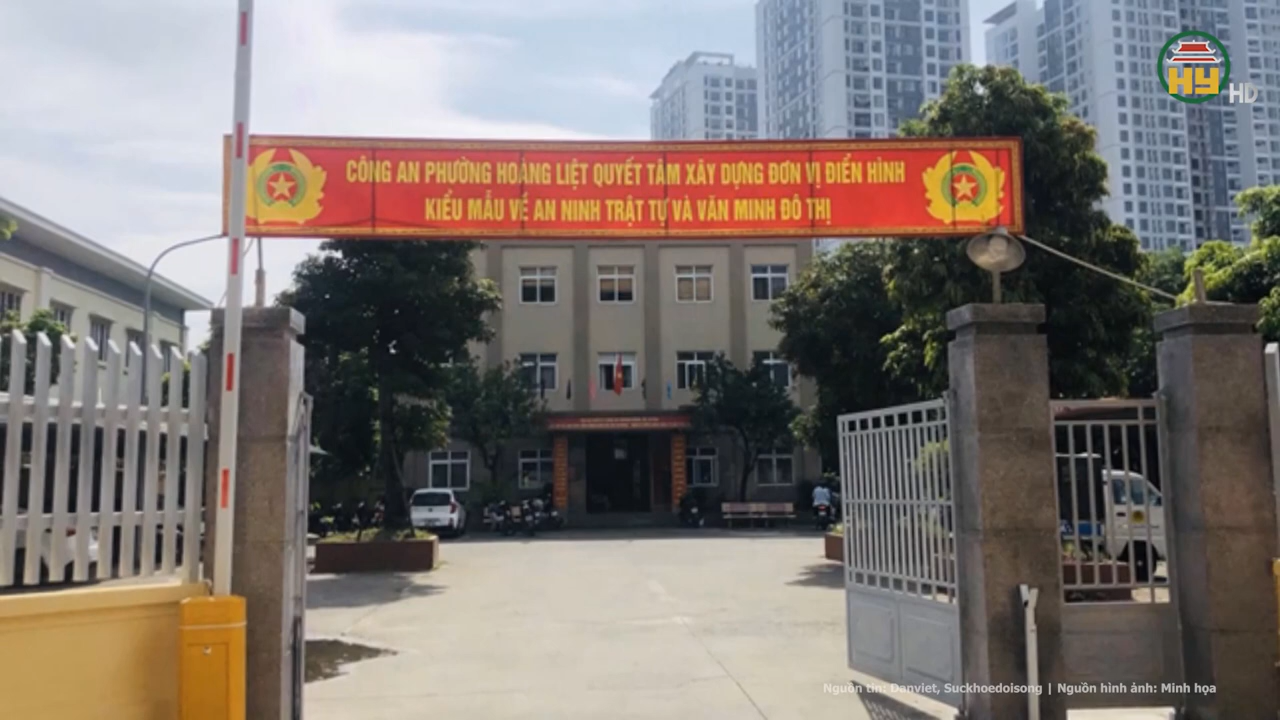 HY HD
CÔNG AN PHƯỜNG HOÀNG LIỆT QUYẾT TÂM XÂY DỰNG ĐƠN VỊ ĐIỂN HÌNH
KIỂU MẪU VỀ AN NINH TRẬT TỰ VÀ VĂN MINH ĐÔ THỊ
Nguồn tin: Danviet, Suckhoedoisong | Nguồn hình ảnh: Minh họa